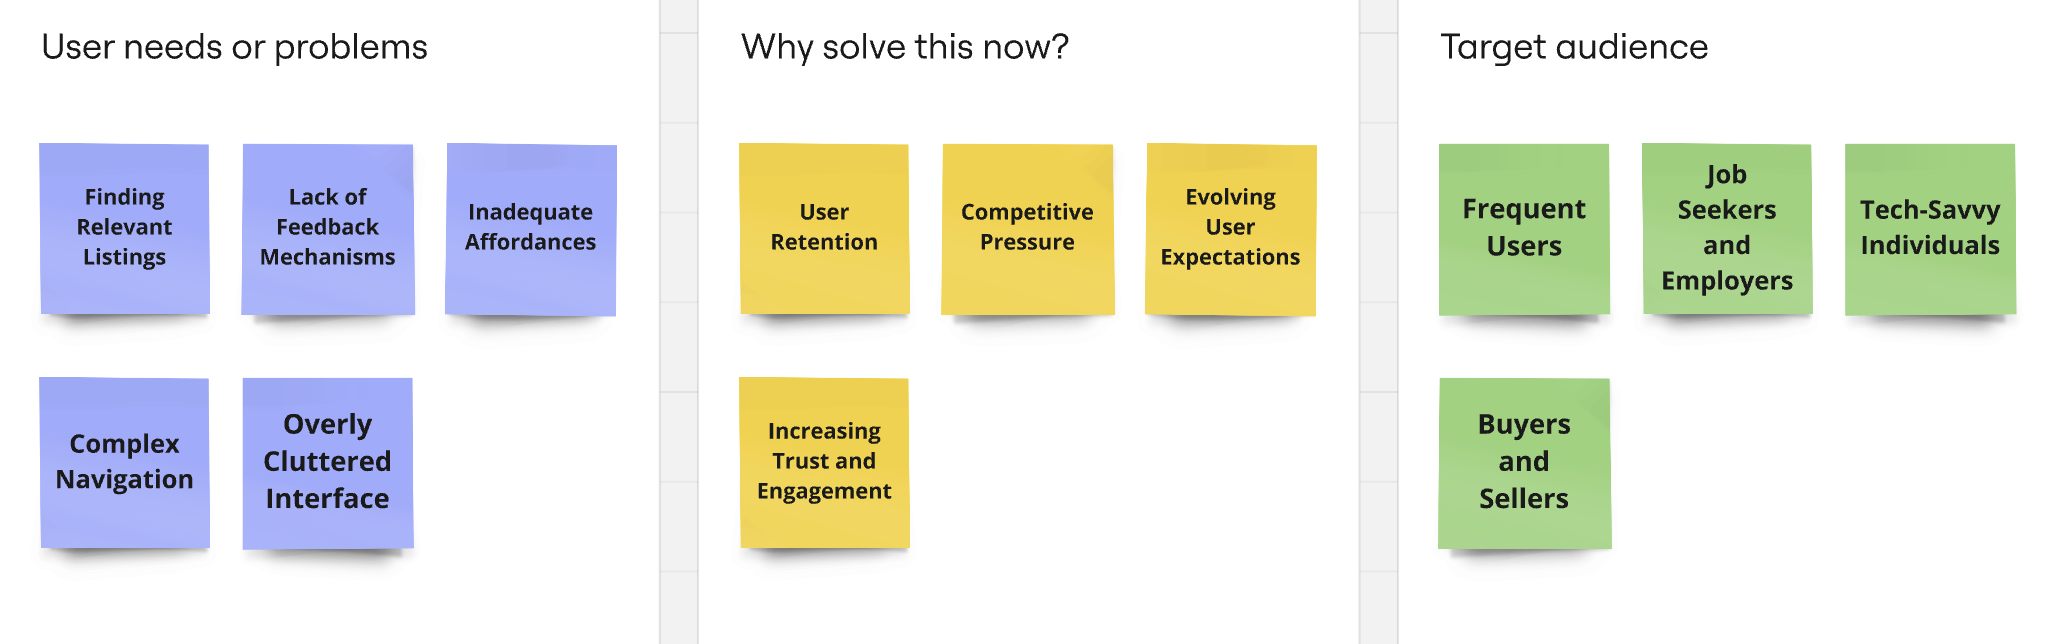 User needs or problems
Finding
Relevant
Listings
Lack of
Feedback
Mechanisms
Inadequate
Affordances
Complex
Navigation
Overly
Cluttered
Interface
Why solve this now?
User
Retention
Competitive
Pressure
Evolving
User
Expectations
Increasing
Trust and
Engagement
Target audience
Frequent
Users
Job
Seekers
and
Employers
Tech-Savvy
Individuals
Buyers
and
Sellers